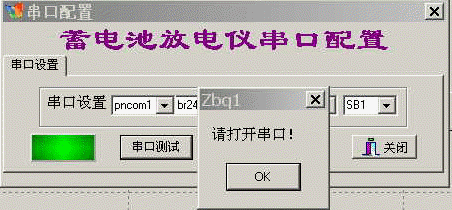 串口配置
蓄电池放电仪串口配置
串口设置
串口设置 pncom1 br24 SB1
Zbq1
请打开串口!
串口测试 关闭
OK